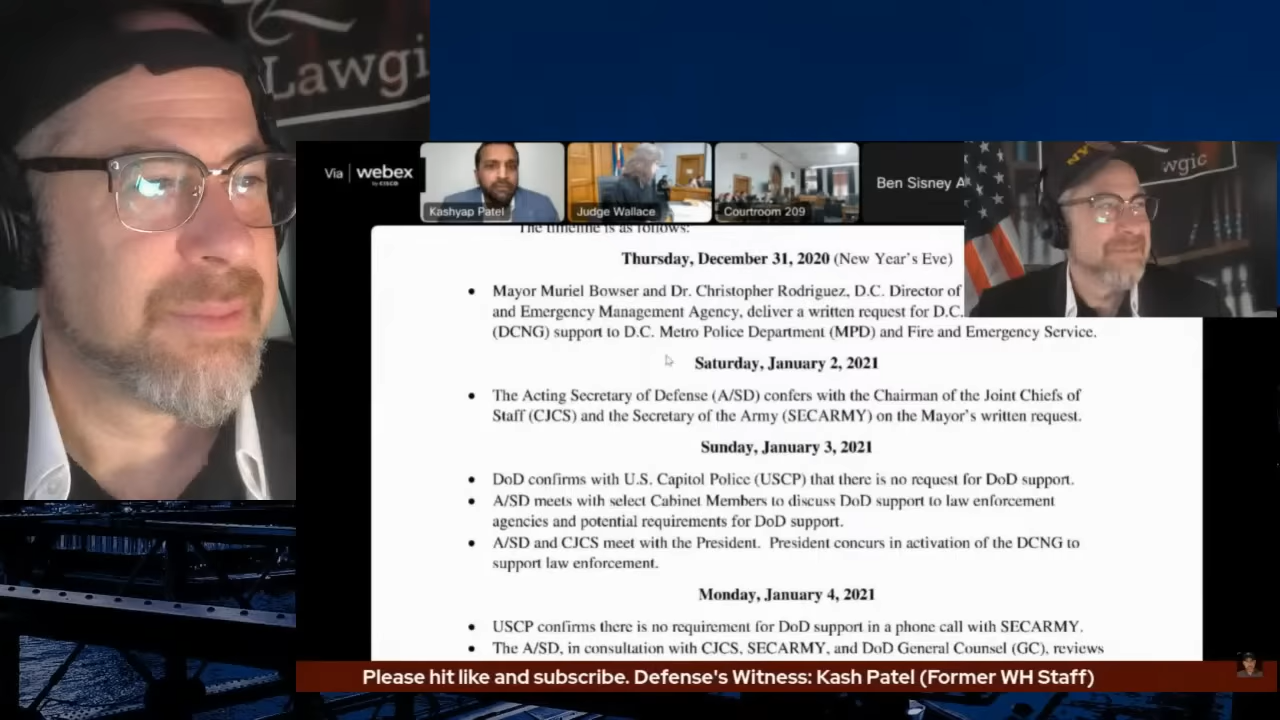 Lawgi
Via | webex
by CISCO
Kashyap Patel
Judge Wallace
Courtroom 209
Ben Sisney A
wgic
The timeline is as follows:
Thursday, December 31, 2020 (New Year's Eve)
• Mayor Muriel Bowser and Dr. Christopher Rodriguez, D.C. Director of
and Emergency Management Agency, deliver a written request for D.C.
(DCNG) support to D.C. Metro Police Department (MPD) and Fire and Emergency Service.
Saturday, January 2, 2021
• The Acting Secretary of Defense (A/SD) confers with the Chairman of the Joint Chiefs of
Staff (CJCS) and the Secretary of the Army (SECARMY) on the Mayor's written request.
Sunday, January 3, 2021
• DoD confirms with U.S. Capitol Police (USCP) that there is no request for DoD support.
• A/SD meets with select Cabinet Members to discuss DoD support to law enforcement
agencies and potential requirements for DoD support.
• A/SD and CJCS meet with the President. President concurs in activation of the DCNG to
support law enforcement.
Monday, January 4, 2021
• USCP confirms there is no requirement for DoD support in a phone call with SECARMY.
• The A/SD, in consultation with CJCS, SECARMY, and DoD General Counsel (GC), reviews
Please hit like and subscribe. Defense's Witness: Kash Patel (Former WH Staff)